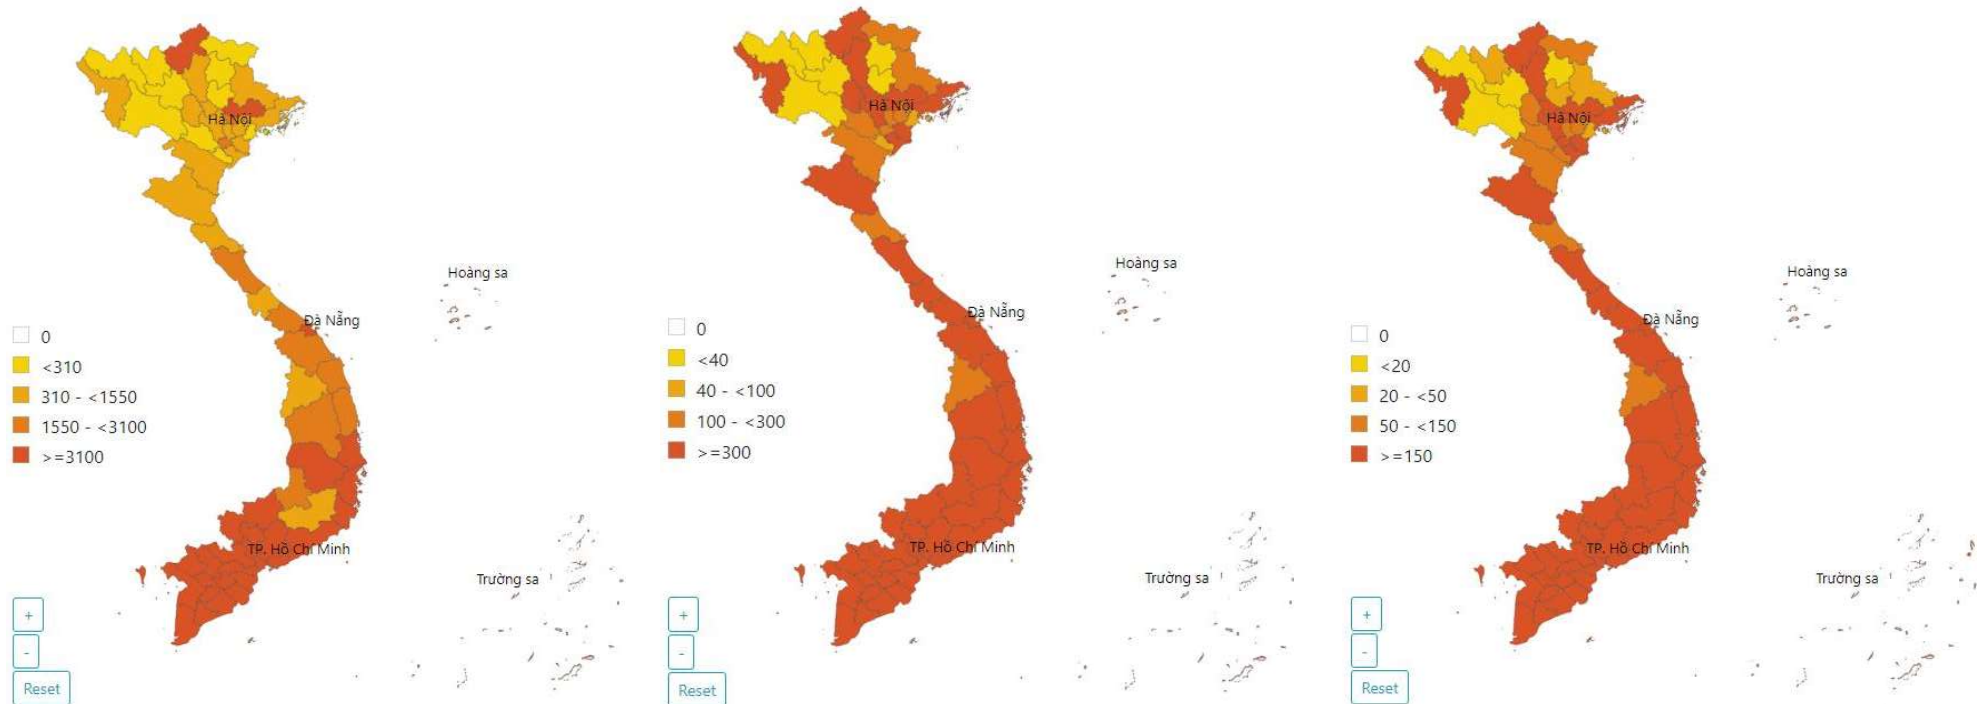 Hà Nội
Hoàng sa
Đà Nẵng
0
<310
310 - <1550
1550 - <3100
>=3100
TP. Hồ Chí Minh
Trường sa
+
-
Reset
Hà Nội
Hoàng sa
Đà Nẵng
0
<40
40 - <100
100 - <300
>=300
TP. Hồ Chí Minh
Trường sa
+
-
Reset
Hà Nội
Hoàng sa
Đà Nẵng
0
<20
20 - <50
50 - <150
>=150
TP. Hồ Chí Minh
Trường sa
+
-
Reset